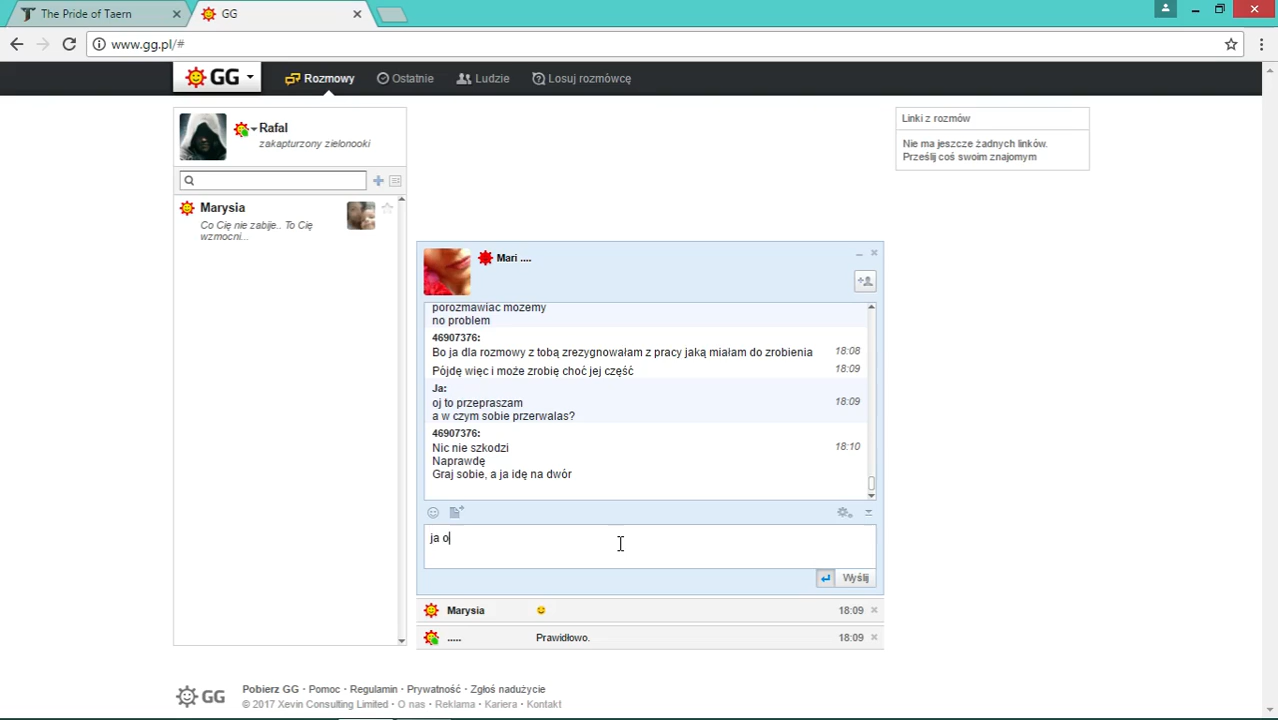 The Pride of Taern
GG
www.gg.pl/#
GG
Rozmowy
Ostatnie
Ludzie
Losuj rozmówcę
Rafal
zakapturzony zielonooki
Marysia
Co Cię nie zabije.. To Cię
wzmocni...
Linki z rozmów
Nie ma jeszcze żadnych linków.
Prześlij coś swoim znajomym
Mari ....
porozmawiac mozemy
no problem
46907376:
Bo ja dla rozmowy z tobą zrezygnowałam z pracy jaką miałam do zrobienia 18:08
Pójdę więc i może zrobię choć jej część 18:09
Ja:
oj to przepraszam 18:09
a w czym sobie przerwalas?
46907376:
Nic nie szkodzi 18:10
Naprawdę
Graj sobie, a ja idę na dwór
ja o
Wyślij
Marysia 18:09
..... Prawidłowo. 18:09
GG
Pobierz GG · Pomoc · Regulamin · Prywatność · Zgłoś nadużycie
© 2017 Xevin Consulting Limited · O nas · Reklama · Kariera · Kontakt